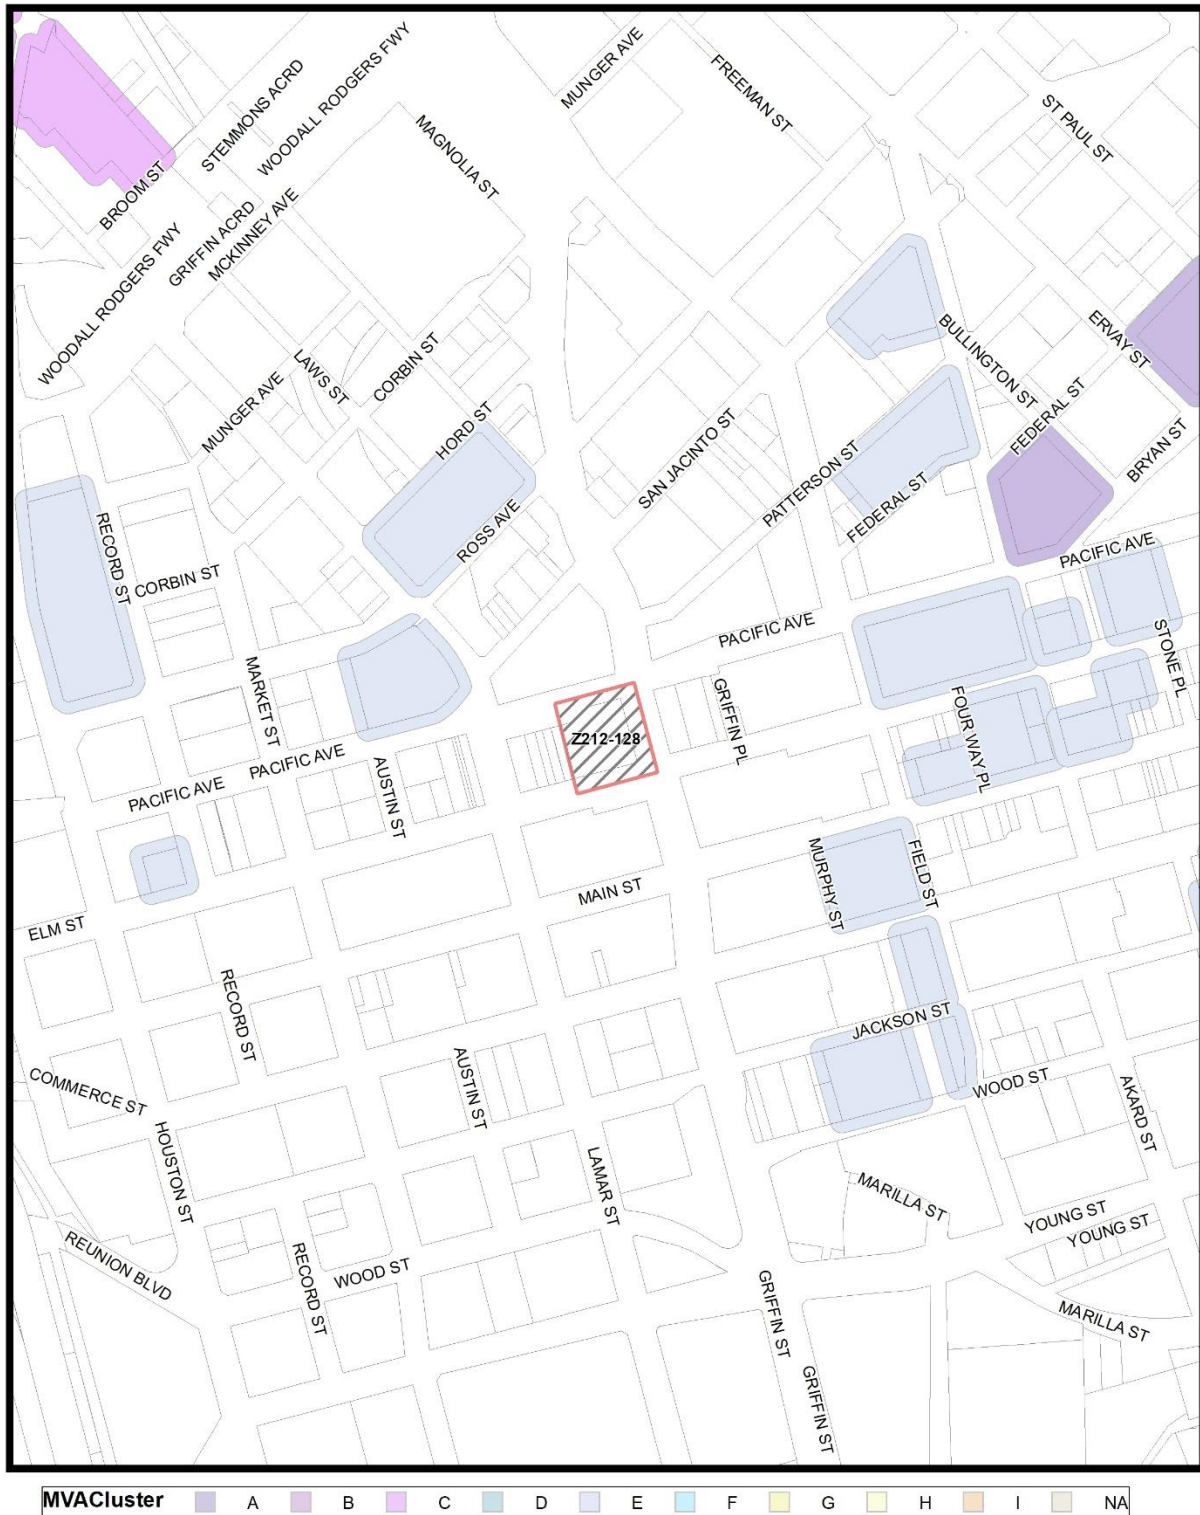 MUNGER AVE
FREEMAN ST
STEMMONS ACRD
WOODALL RODGERS FWY
ST PAUL ST
MAGNOLIA ST
BROOM ST
GRIFFIN ACRD
MCKINNEY AVE
WOODALL RODGERS FWY
BULLINGTON ST
ERVAY ST
LAWS ST
CORBIN ST
MUNGER AVE
HORD ST
FEDERAL ST
SAN JACINTO ST
BRYAN ST
PATTERSON ST
FEDERAL ST
ROSS AVE
RECORD ST
CORBIN ST
PACIFIC AVE
PACIFIC AVE
STONE PL
MARKET ST
GRIFFIN PL
FOUR WAY PL
Z212-128
PACIFIC AVE
PACIFIC AVE
AUSTIN ST
MURPHY ST
FIELD ST
MAIN ST
ELM ST
RECORD ST
JACKSON ST
COMMERCE ST
AUSTIN ST
WOOD ST
AKARD ST
HOUSTON ST
LAMAR ST
MARILLA ST
YOUNG ST
YOUNG ST
REUNION BLVD
RECORD ST
WOOD ST
GRIFFIN ST
MARILLA ST
GRIFFIN ST
MVACluster A B C D E F G H I NA